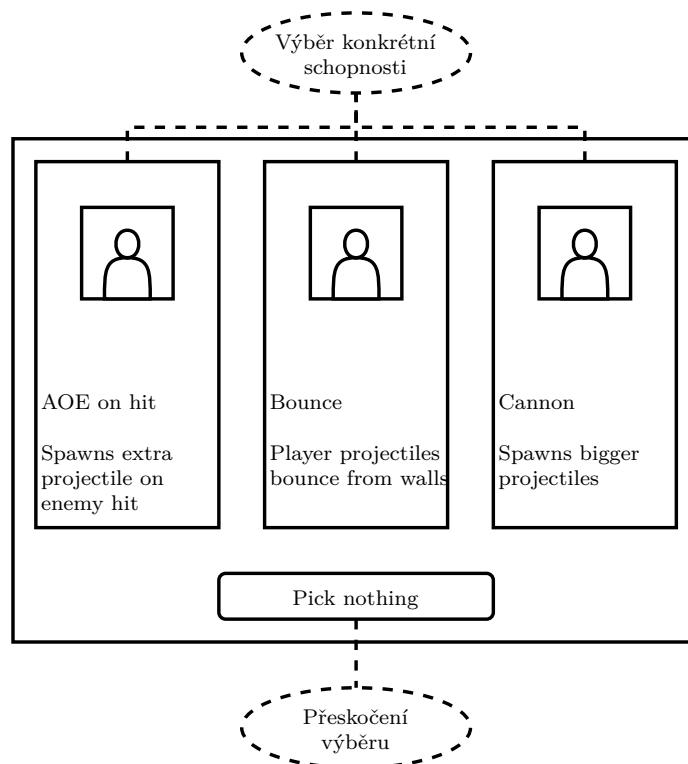 Výběr konkrétní
schopnosti
AOE on hit
Spawns extra
projectile on
enemy hit
Bounce
Player projectiles
bounce from walls
Cannon
Spawns bigger
projectiles
Pick nothing
Přeskočení
výběru